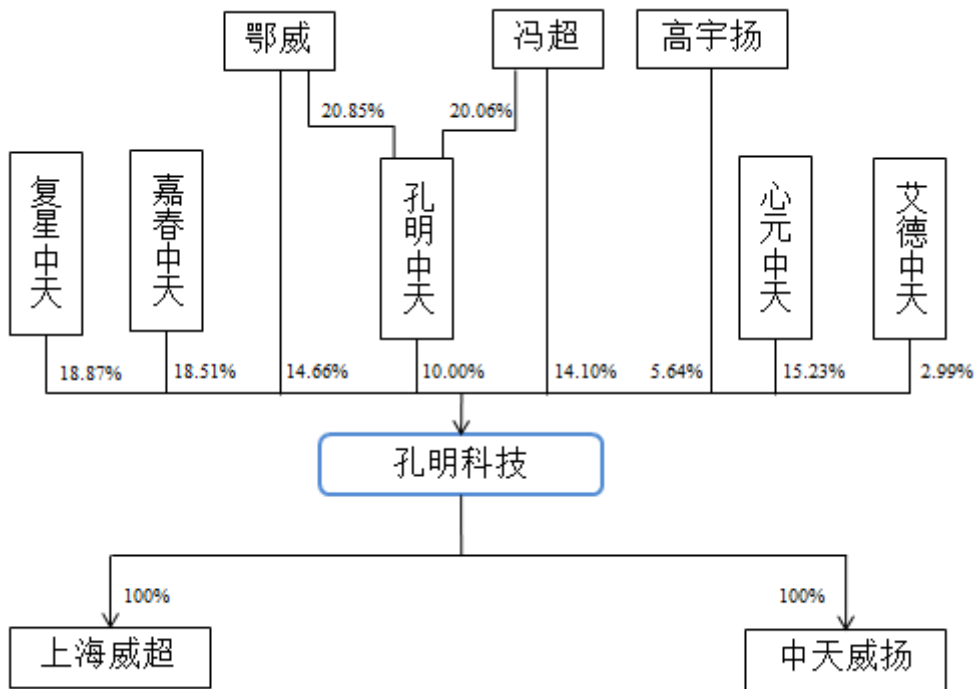 鄂威
冯超
高宇扬
20.85%
20.06%
复星中天
嘉春中天
孔明中天
心元中天
艾德中天
18.87%
18.51%
14.66%
10.00%
14.10%
5.64%
15.23%
2.99%
孔明科技
100%
100%
上海威超
中天威扬